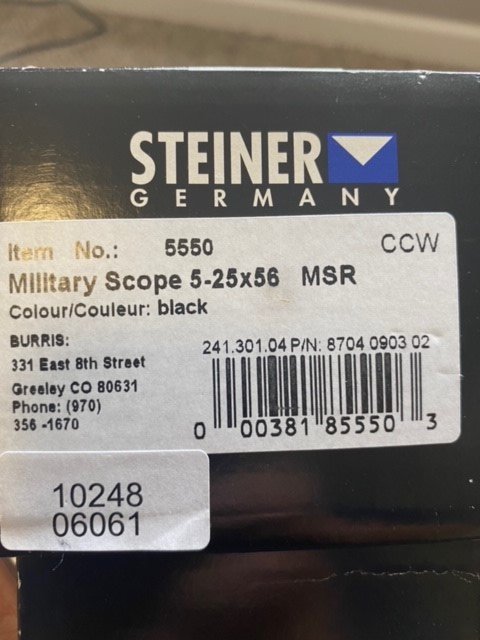 STEINER
GERMANY
Item No.: 5550 CCW
Military Scope 5-25x56 MSR
Colour/Couleur: black
BURRIS:
331 East 8th Street
Greeley CO 80631
Phone: (970)
356 -1670
241.301.04 P/N: 8704 0903 02
0 00381 85550 3
10248
06061